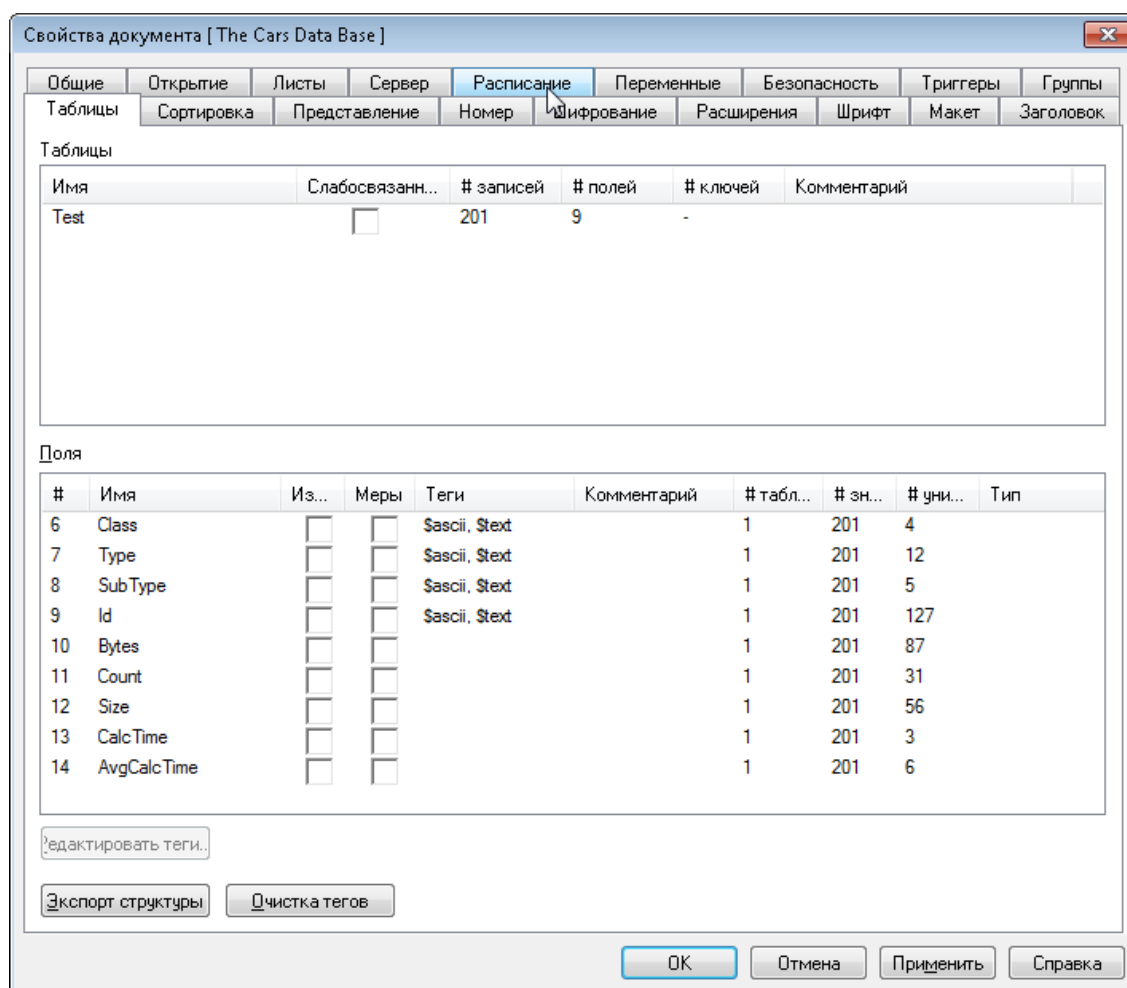 Свойства документа [ The Cars Data Base ]
Общие Открытие Листы Сервер Расписание Переменные Безопасность Триггеры Группы
Таблицы Сортировка Представление Номер Шифрование Расширения Шрифт Макет Заголовок
Таблицы
Имя Слабосвязанн... # записей # полей # ключей Комментарий
Test 201 9 -
Поля
# Имя Из... Меры Теги Комментарий # табл... # зн... # уни... Тип
6 Class $ascii, $text 1 201 4
7 Type $ascii, $text 1 201 12
8 SubType $ascii, $text 1 201 5
9 Id $ascii, $text 1 201 127
10 Bytes 1 201 87
11 Count 1 201 31
12 Size 1 201 56
13 CalcTime 1 201 3
14 AvgCalcTime 1 201 6
Редактировать теги..
Экспорт структуры Очистка тегов
OK Отмена Применить Справка